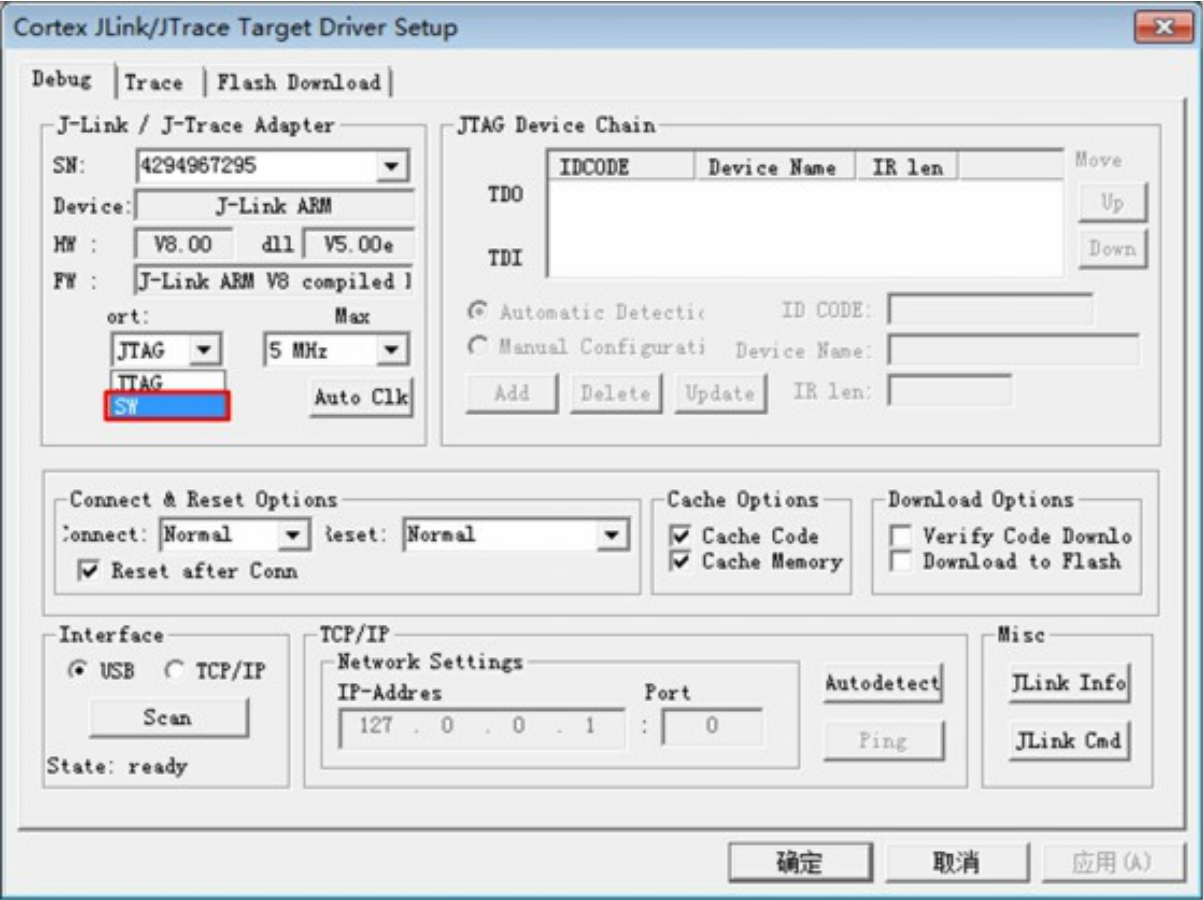 Cortex JLink/JTrace Target Driver Setup
Debug Trace Flash Download
J-Link / J-Trace Adapter
SN: 4294967295
Device: J-Link ARM
HW : V8.00 dll V5.00e
FW : J-Link ARM V8 compiled
ort: Max
JTAG 5 MHz
JTAG
SW
Auto Clk
JTAG Device Chain
IDCODE Device Name IR len
Move
TDO
Up
TDI
Down
Automatic Detectic ID CODE:
Manual Configurati Device Name:
Add Delete Update IR len:
Connect & Reset Options
onnect: Normal eset: Normal
Reset after Conn
Cache Options
Cache Code
Cache Memory
Download Options
Verify Code Downlo
Download to Flash
Interface
USB TCP/IP
Scan
State: ready
TCP/IP
Network Settings
IP-Addres Port
127 . 0 . 0 . 1 : 0
Autodetect
Ping
Misc
JLink Info
JLink Cmd
确定 取消 应用(A)